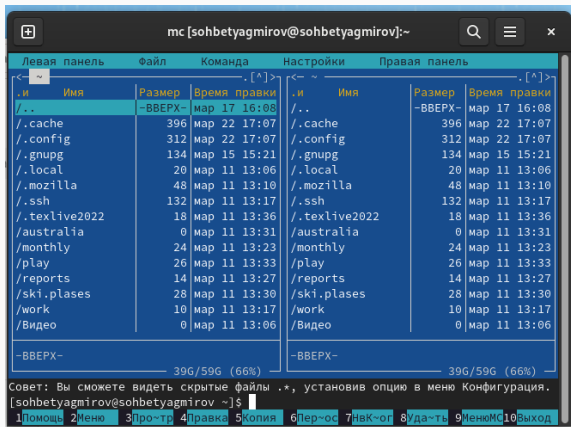 mc [sohbetyagmirov@sohbetyagmirov]:~
Левая панель Файл Команда Настройки Правая панель
<— ~ .[^]> <— ~ .[^]>
.и Имя Размер Время правки .и Имя Размер Время правки
/.. -ВВЕРХ- мар 17 16:08 /.. -ВВЕРХ- мар 17 16:08
/.cache 396 мар 22 17:07 /.cache 396 мар 22 17:07
/.config 312 мар 22 17:07 /.config 312 мар 22 17:07
/.gnupg 134 мар 15 15:21 /.gnupg 134 мар 15 15:21
/.local 20 мар 11 13:06 /.local 20 мар 11 13:06
/.mozilla 48 мар 11 13:10 /.mozilla 48 мар 11 13:10
/.ssh 132 мар 11 13:17 /.ssh 132 мар 11 13:17
/.texlive2022 18 мар 11 13:36 /.texlive2022 18 мар 11 13:36
/australia 0 мар 11 13:31 /australia 0 мар 11 13:31
/monthly 24 мар 11 13:23 /monthly 24 мар 11 13:23
/play 26 мар 11 13:33 /play 26 мар 11 13:33
/reports 14 мар 11 13:27 /reports 14 мар 11 13:27
/ski.plases 28 мар 11 13:30 /ski.plases 28 мар 11 13:30
/work 10 мар 11 13:17 /work 10 мар 11 13:17
/Видео 0 мар 11 13:06 /Видео 0 мар 11 13:06
-ВВЕРХ- -ВВЕРХ-
39G/59G (66%) 39G/59G (66%)
Совет: Вы сможете видеть скрытые файлы .*, установив опцию в меню Конфигурация.
[sohbetyagmirov@sohbetyagmirov ~]$
1Помощь 2Меню 3Про~тр 4Правка 5Копия 6Пер~ос 7НвК~ог 8Уда~ть 9МенюМС 10Выход